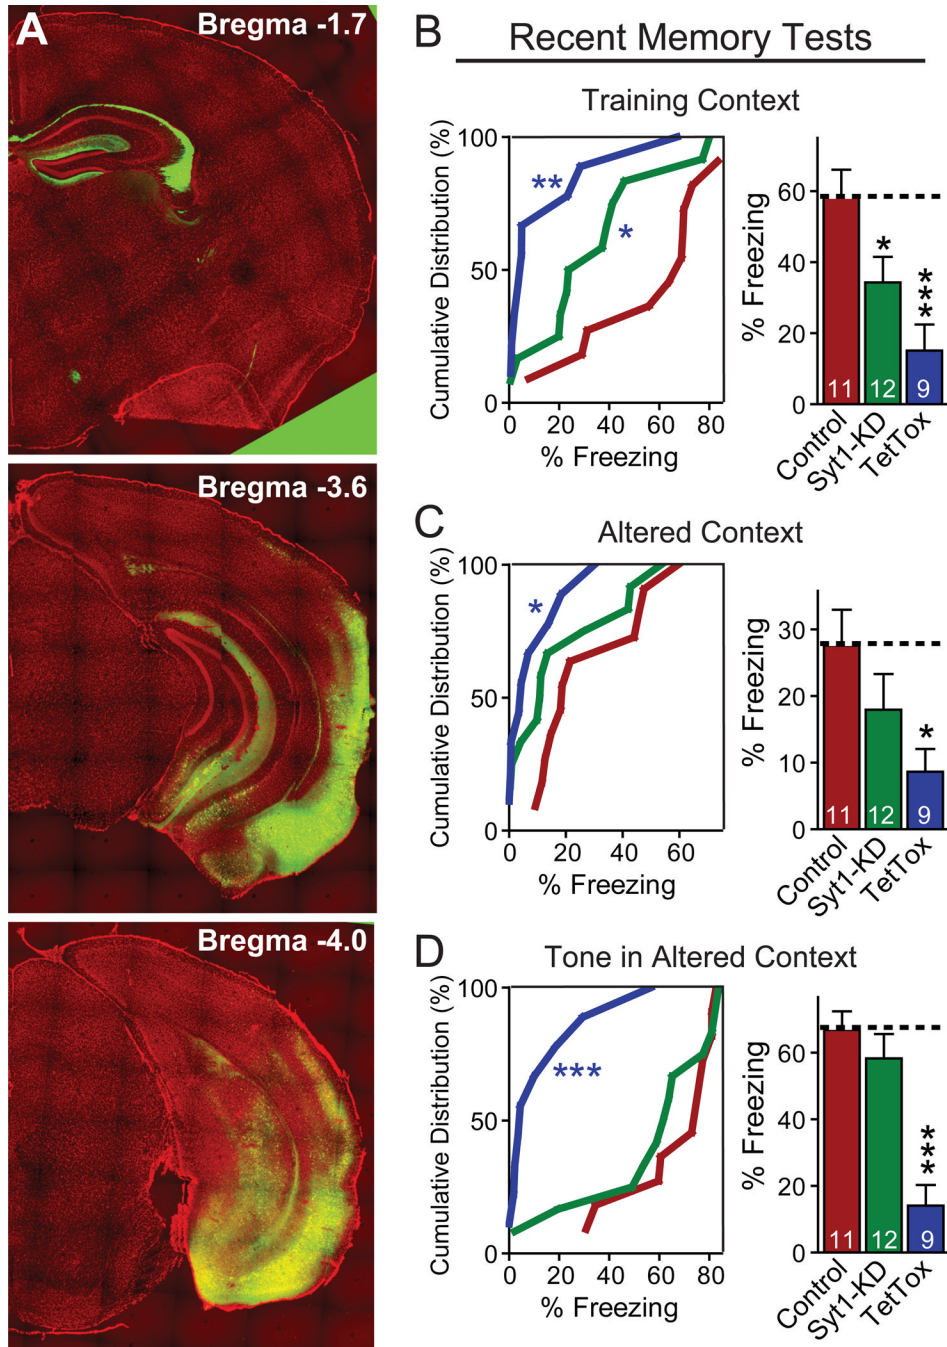 A
Bregma -1.7
Bregma -3.6
Bregma -4.0
B
Recent Memory Tests
Training Context
Cumulative Distribution (%)
100
50
0
**
*
0 20 40 60 80
% Freezing
% Freezing
60
40
20
0
*
***
11 12 9
Control
Syt1-KD
TetTox
C
Altered Context
Cumulative Distribution (%)
100
50
0
*
0 20 40 60
% Freezing
% Freezing
30
20
10
0
*
11 12 9
Control
Syt1-KD
TetTox
D
Tone in Altered Context
Cumulative Distribution (%)
100
50
0
***
0 20 40 60 80
% Freezing
% Freezing
60
40
20
0
***
11 12 9
Control
Syt1-KD
TetTox